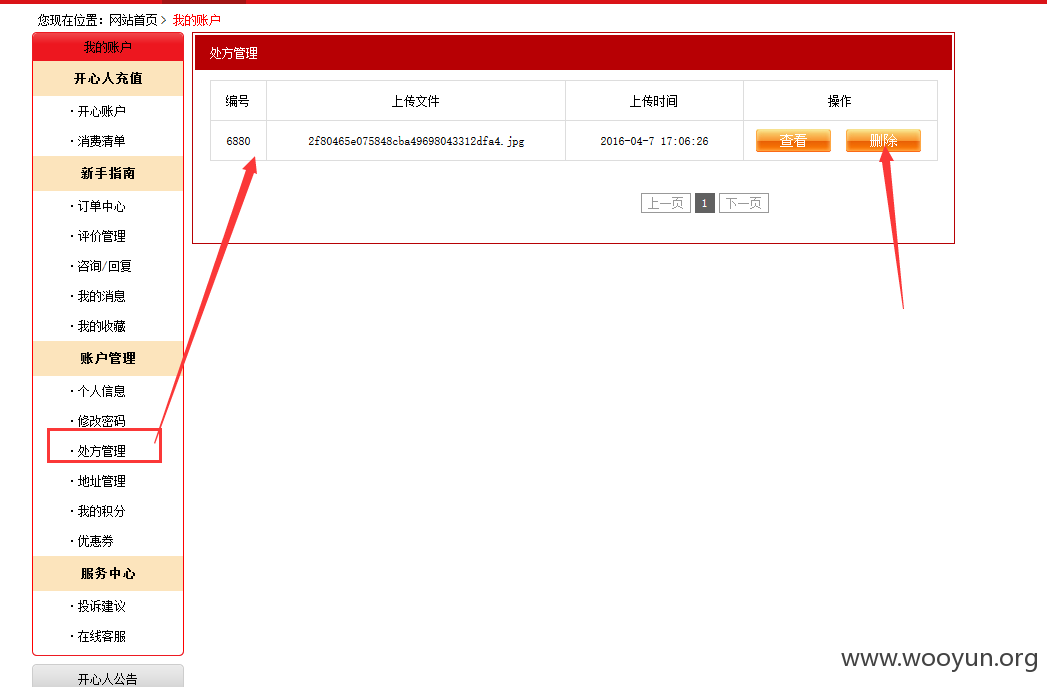 您现在位置：网站首页> 我的账户
我的账户
开心人充值
·开心账户
·消费清单
新手指南
·订单中心
·评价管理
·咨询/回复
·我的消息
·我的收藏
账户管理
·个人信息
·修改密码
·处方管理
·地址管理
·我的积分
·优惠券
服务中心
·投诉建议
·在线客服
开心人公告
处方管理
编号 上传文件 上传时间 操作
6880 2f80465e075848cba49698043312dfa4.jpg 2016-04-7 17:06:26 查看 删除
上一页 1 下一页
www.wooyun.org